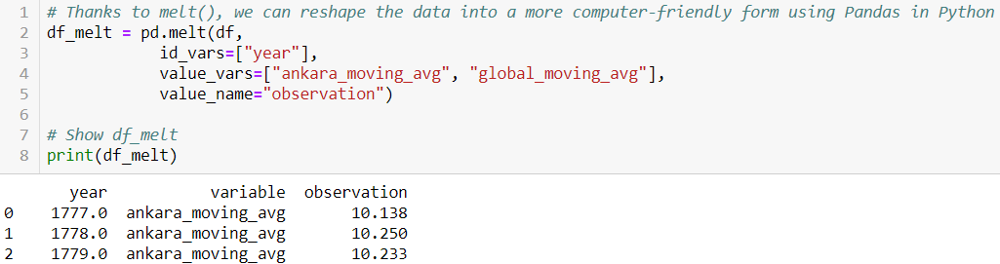 1 # Thanks to melt(), we can reshape the data into a more computer-friendly form using Pandas in Python
2 df_melt = pd.melt(df,
3             id_vars=["year"],
4             value_vars=["ankara_moving_avg", "global_moving_avg"],
5             value_name="observation")
6
7 # Show df_melt
8 print(df_melt)
year variable observation
0 1777.0 ankara_moving_avg 10.138
1 1778.0 ankara_moving_avg 10.250
2 1779.0 ankara_moving_avg 10.233